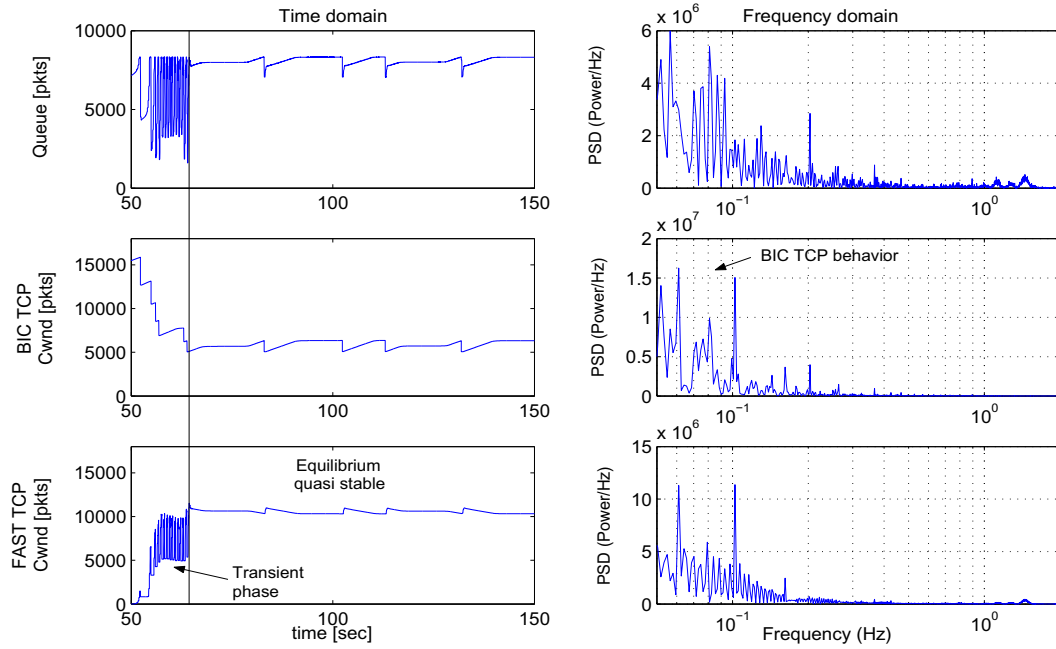 Time domain
Queue [pkts]
10000
5000
0
50
100
150
Frequency domain
x 10^6
PSD (Power/Hz)
6
4
2
0
10^-1
10^0
BIC TCP
Cwnd [pkts]
15000
10000
5000
0
50
100
150
x 10^7
PSD (Power/Hz)
2
1.5
1
0.5
0
BIC TCP behavior
10^-1
10^0
FAST TCP
Cwnd [pkts]
15000
10000
5000
0
Equilibrium
quasi stable
Transient
phase
50
100
150
time [sec]
x 10^6
PSD (Power/Hz)
15
10
5
0
10^-1
10^0
Frequency (Hz)